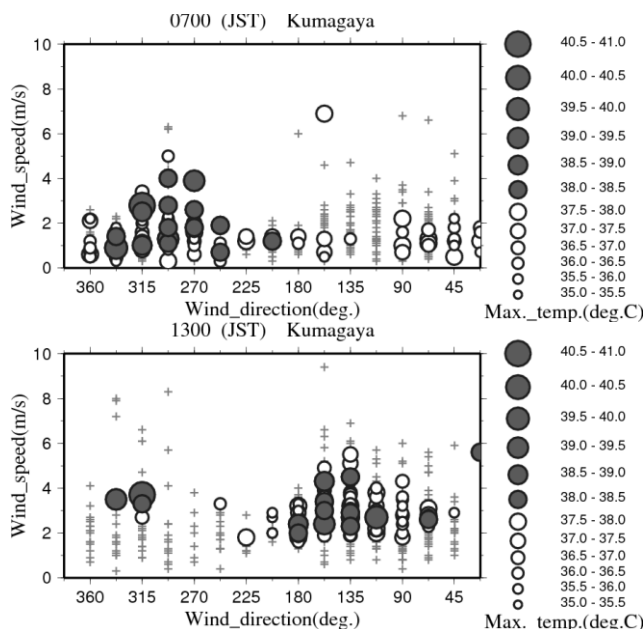 0700 (JST) Kumagaya
10
8
6
4
2
0
Wind_speed(m/s)
360 315 270 225 180 135 90 45
Wind_direction(deg.)
40.5 - 41.0
40.0 - 40.5
39.5 - 40.0
39.0 - 39.5
38.5 - 39.0
38.0 - 38.5
37.5 - 38.0
37.0 - 37.5
36.5 - 37.0
36.0 - 36.5
35.5 - 36.0
35.0 - 35.5
Max._temp.(deg.C)
1300 (JST) Kumagaya
10
8
6
4
2
0
Wind_speed(m/s)
360 315 270 225 180 135 90 45
Wind_direction(deg.)
40.5 - 41.0
40.0 - 40.5
39.5 - 40.0
39.0 - 39.5
38.5 - 39.0
38.0 - 38.5
37.5 - 38.0
37.0 - 37.5
36.5 - 37.0
36.0 - 36.5
35.5 - 36.0
35.0 - 35.5
Max._temp.(deg.C)